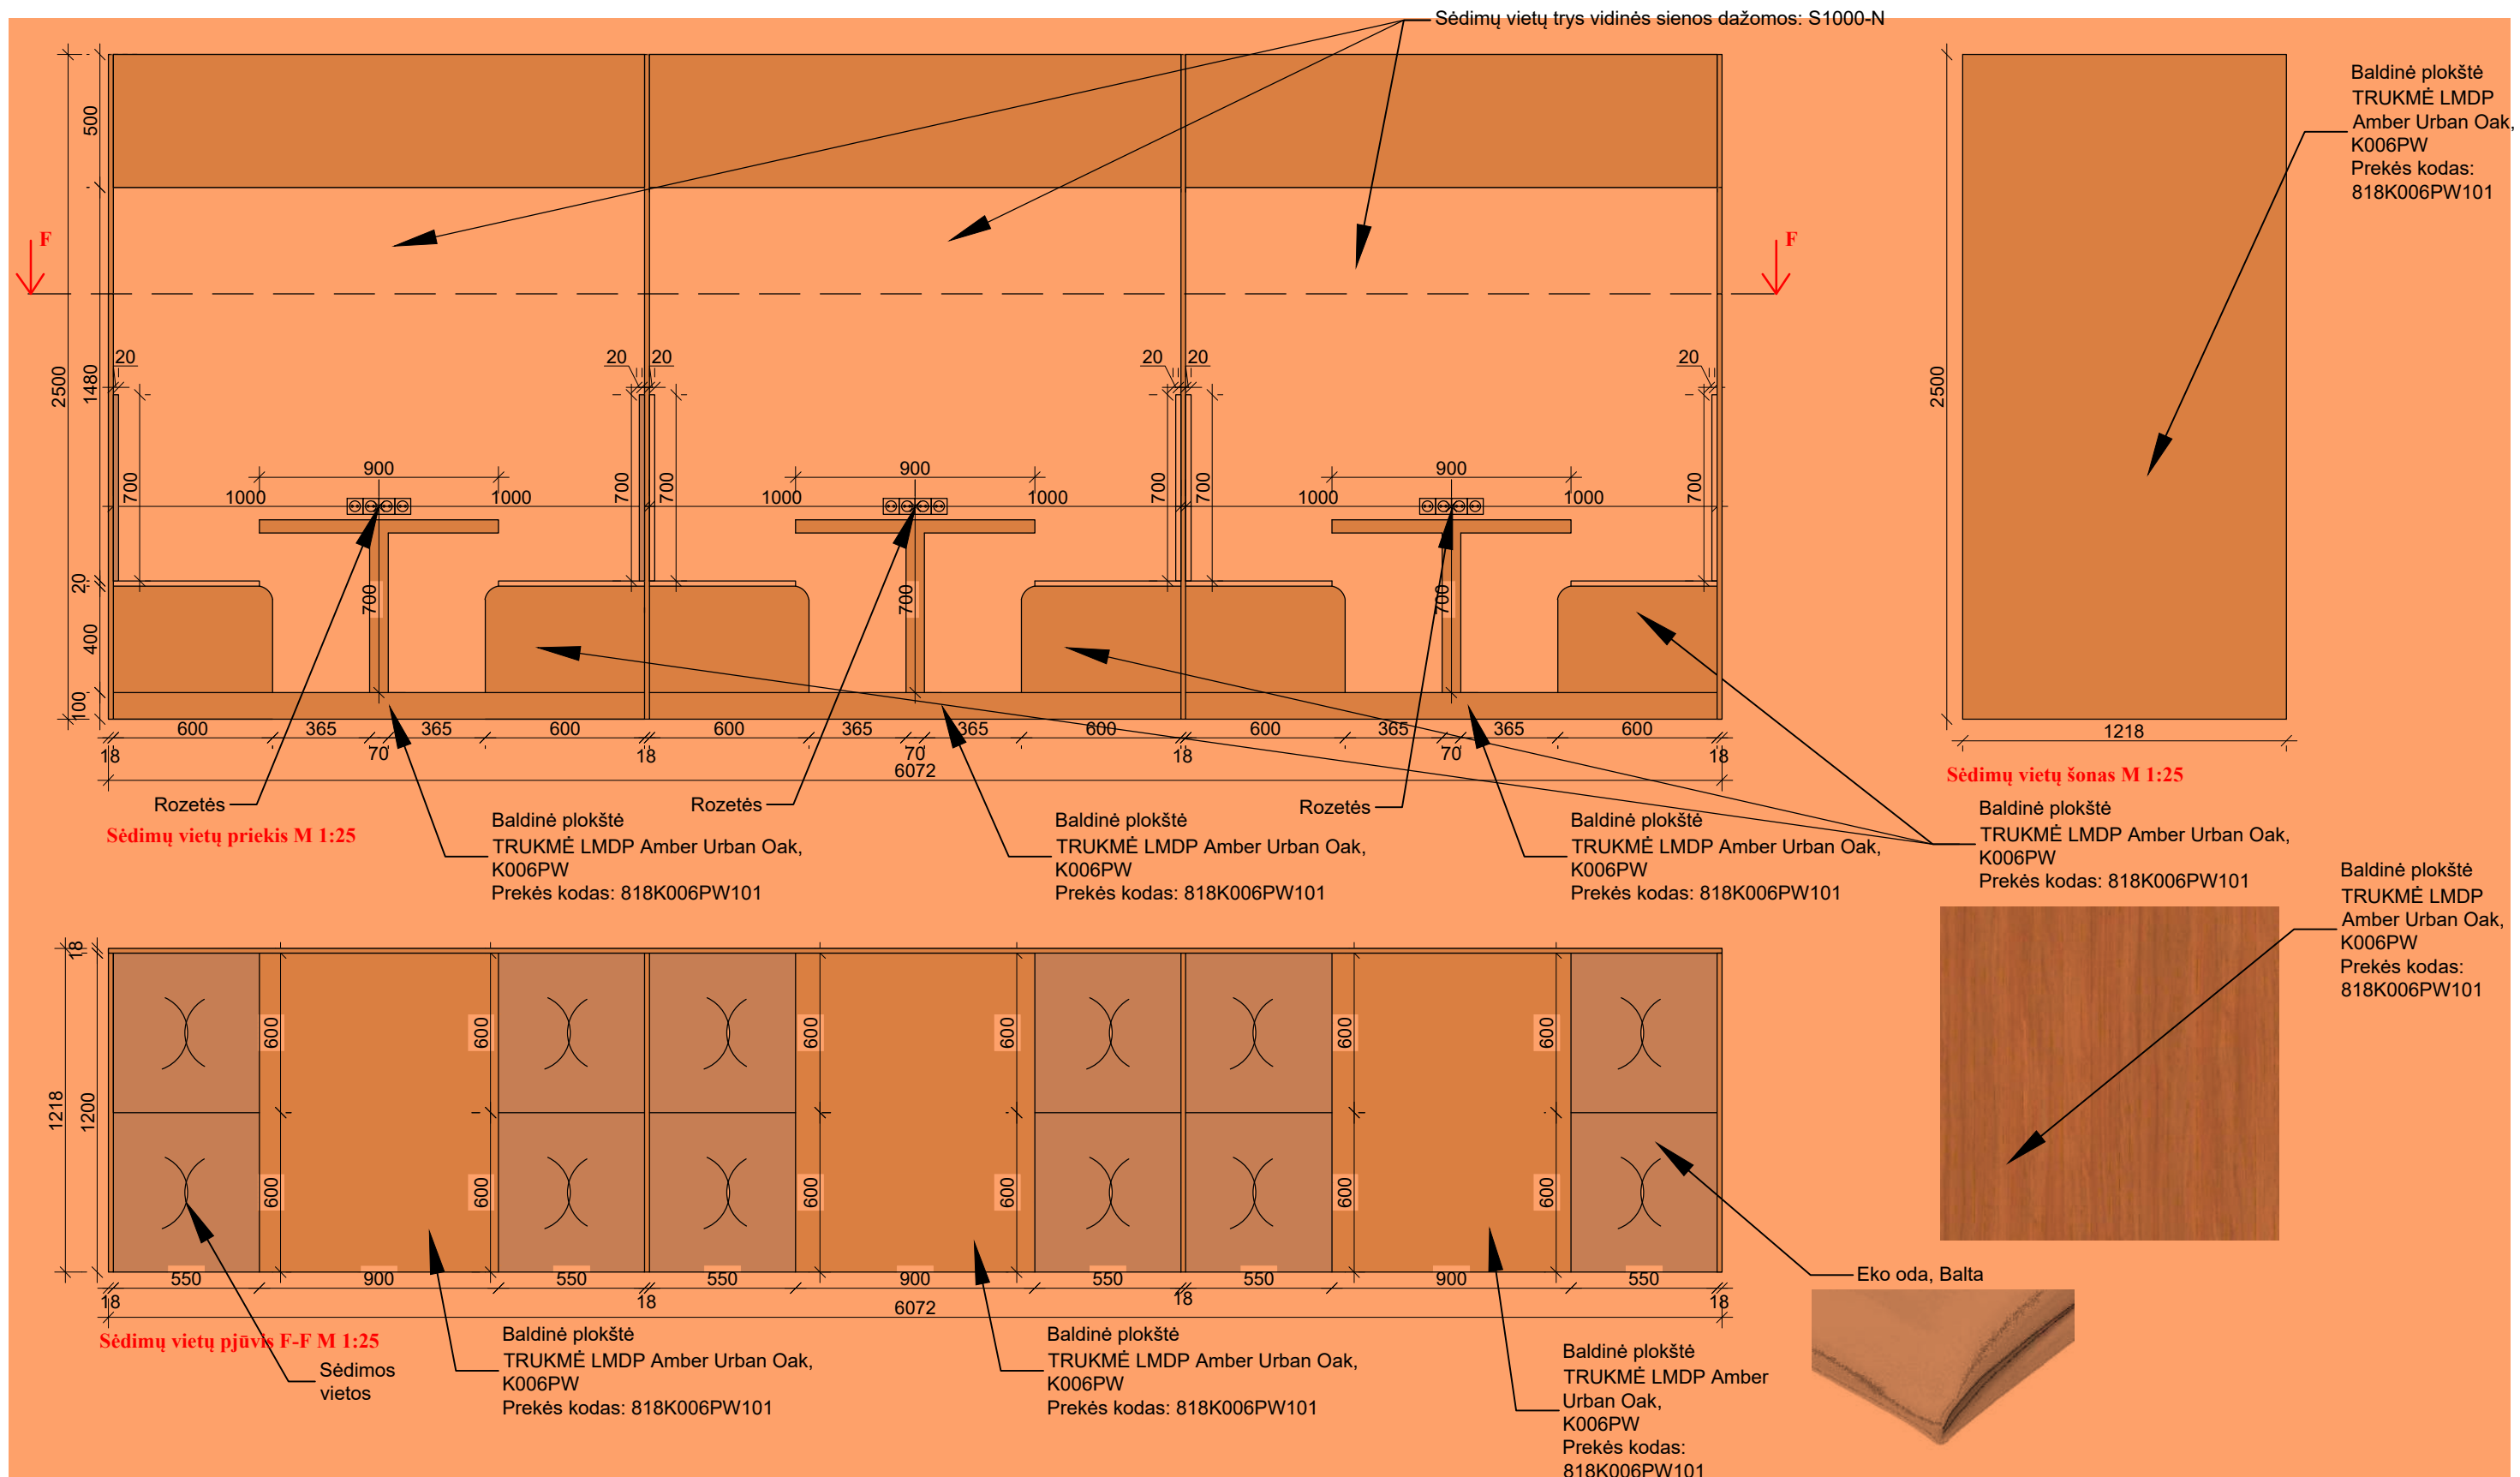 Sėdimų vietų trys vidinės sienos dažomos: S1000-N
Baldinė plokštė
TRUKMĖ LMDP
Amber Urban Oak,
K006PW
Prekės kodas:
818K006PW101
F
F
500
1480
2500
20
400
100
20
20
20
20
20
20
700
700
700
700
700
700
900
900
900
1000
1000
1000
1000
1000
1000
700
700
700
2500
1218
600
365
365
600
600
365
365
600
600
365
365
600
18
70
18
70
18
70
18
6072
Sėdimų vietų šonas M 1:25
Rozetės
Rozetės
Rozetės
Sėdimų vietų priekis M 1:25
Baldinė plokštė
TRUKMĖ LMDP Amber Urban Oak,
K006PW
Prekės kodas: 818K006PW101
Baldinė plokštė
TRUKMĖ LMDP Amber Urban Oak,
K006PW
Prekės kodas: 818K006PW101
Baldinė plokštė
TRUKMĖ LMDP Amber Urban Oak,
K006PW
Prekės kodas: 818K006PW101
Baldinė plokštė
TRUKMĖ LMDP Amber Urban Oak,
K006PW
Prekės kodas: 818K006PW101
Baldinė plokštė
TRUKMĖ LMDP
Amber Urban Oak,
K006PW
Prekės kodas:
818K006PW101
18
1218
1200
600
600
600
600
600
600
600
600
600
600
600
600
550
900
550
550
900
550
550
900
550
18
18
18
18
6072
Eko oda, Balta
Sėdimų vietų pjūvis F-F M 1:25
Sėdimos
vietos
Baldinė plokštė
TRUKMĖ LMDP Amber Urban Oak,
K006PW
Prekės kodas: 818K006PW101
Baldinė plokštė
TRUKMĖ LMDP Amber Urban Oak,
K006PW
Prekės kodas: 818K006PW101
Baldinė plokštė
TRUKMĖ LMDP Amber
Urban Oak,
K006PW
Prekės kodas:
818K006PW101